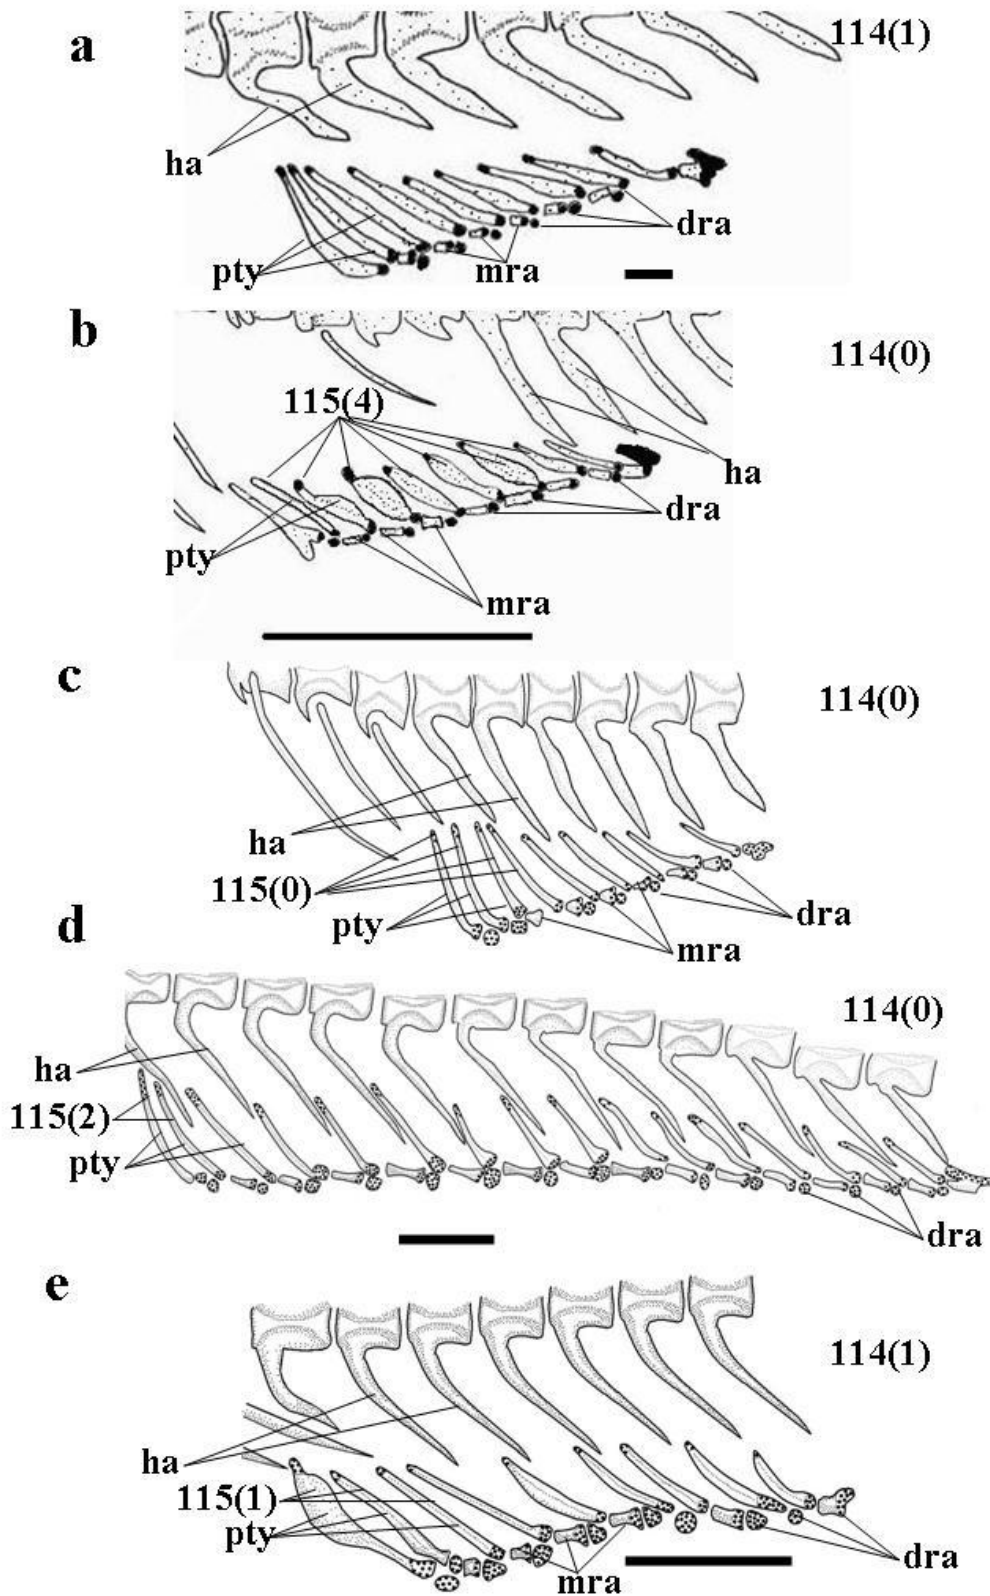 a
114(1)
ha
dra
pty
mra
b
114(0)
115(4)
ha
dra
pty
mra
c
114(0)
ha
115(0)
pty
dra
mra
d
114(0)
ha
115(2)
pty
dra
e
114(1)
ha
115(1)
pty
dra
mra